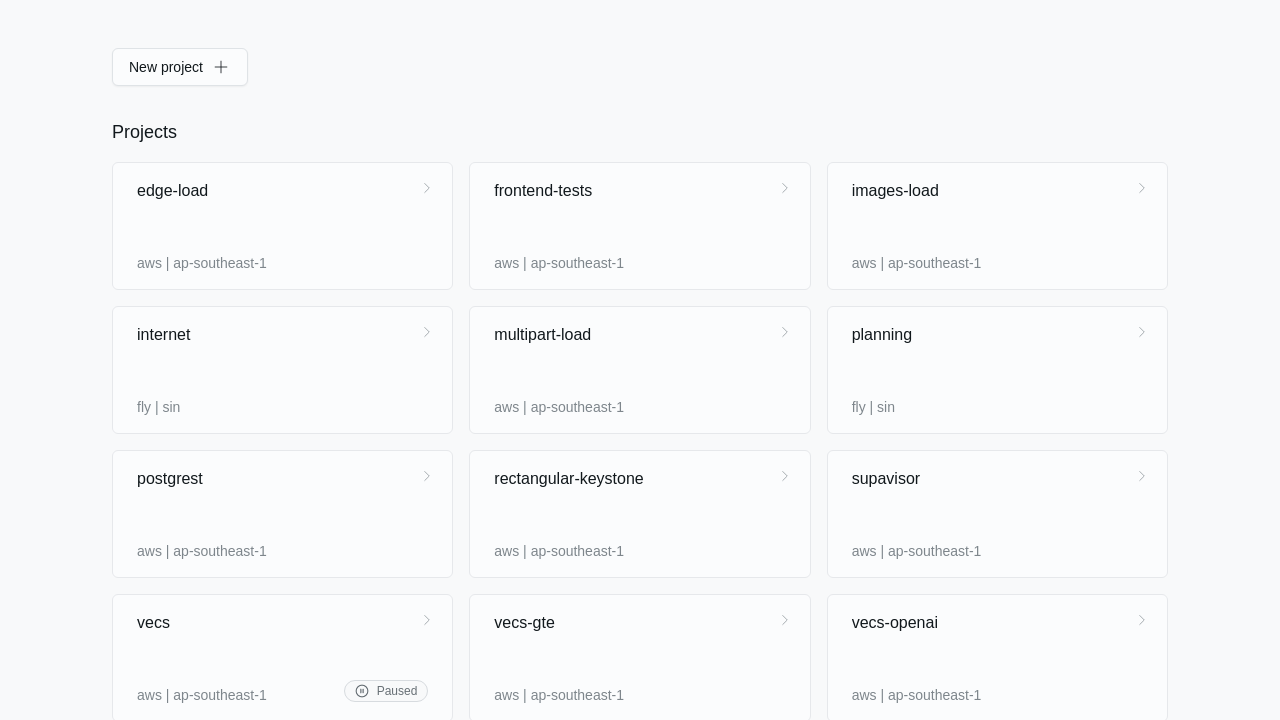 New project
Projects
edge-load
aws | ap-southeast-1
frontend-tests
aws | ap-southeast-1
images-load
aws | ap-southeast-1
internet
fly | sin
multipart-load
aws | ap-southeast-1
planning
fly | sin
postgrest
aws | ap-southeast-1
rectangular-keystone
aws | ap-southeast-1
supavisor
aws | ap-southeast-1
vecs
aws | ap-southeast-1
Paused
vecs-gte
aws | ap-southeast-1
vecs-openai
aws | ap-southeast-1